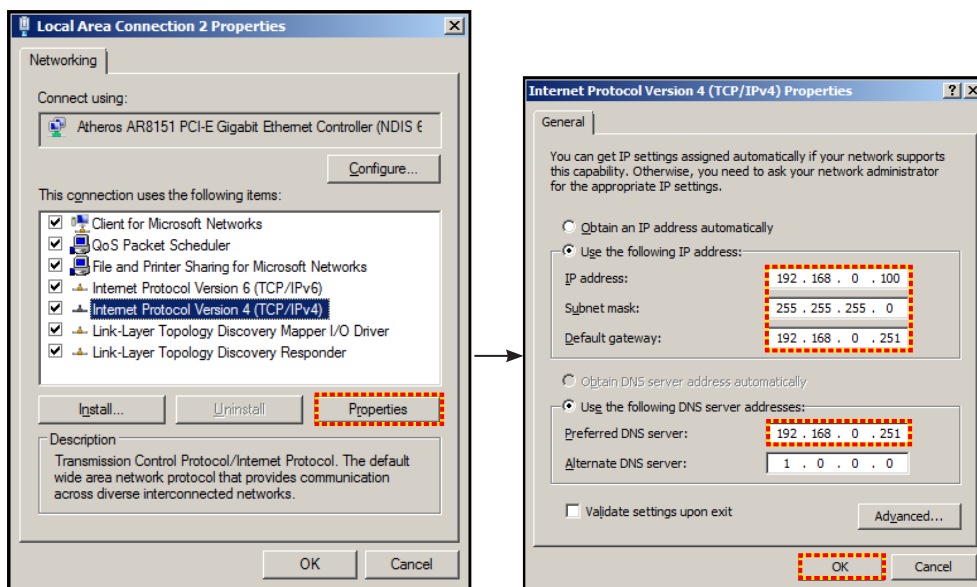 Local Area Connection 2 Properties
Networking
Connect using:
Atheros AR8151 PCI-E Gigabit Ethernet Controller (NDIS 6
Configure...
This connection uses the following items:
Client for Microsoft Networks
QoS Packet Scheduler
File and Printer Sharing for Microsoft Networks
Internet Protocol Version 6 (TCP/IPv6)
Internet Protocol Version 4 (TCP/IPv4)
Link-Layer Topology Discovery Mapper I/O Driver
Link-Layer Topology Discovery Responder
Install...
Uninstall
Properties
Description
Transmission Control Protocol/Internet Protocol. The default
wide area network protocol that provides communication
across diverse interconnected networks.
OK
Cancel
Internet Protocol Version 4 (TCP/IPv4) Properties
General
You can get IP settings assigned automatically if your network supports
this capability. Otherwise, you need to ask your network administrator
for the appropriate IP settings.
Obtain an IP address automatically
Use the following IP address:
IP address: 192 . 168 . 0 . 100
Subnet mask: 255 . 255 . 255 . 0
Default gateway: 192 . 168 . 0 . 251
Obtain DNS server address automatically
Use the following DNS server addresses:
Preferred DNS server: 192 . 168 . 0 . 251
Alternate DNS server: 1 . 0 . 0 . 0
Validate settings upon exit
Advanced...
OK
Cancel